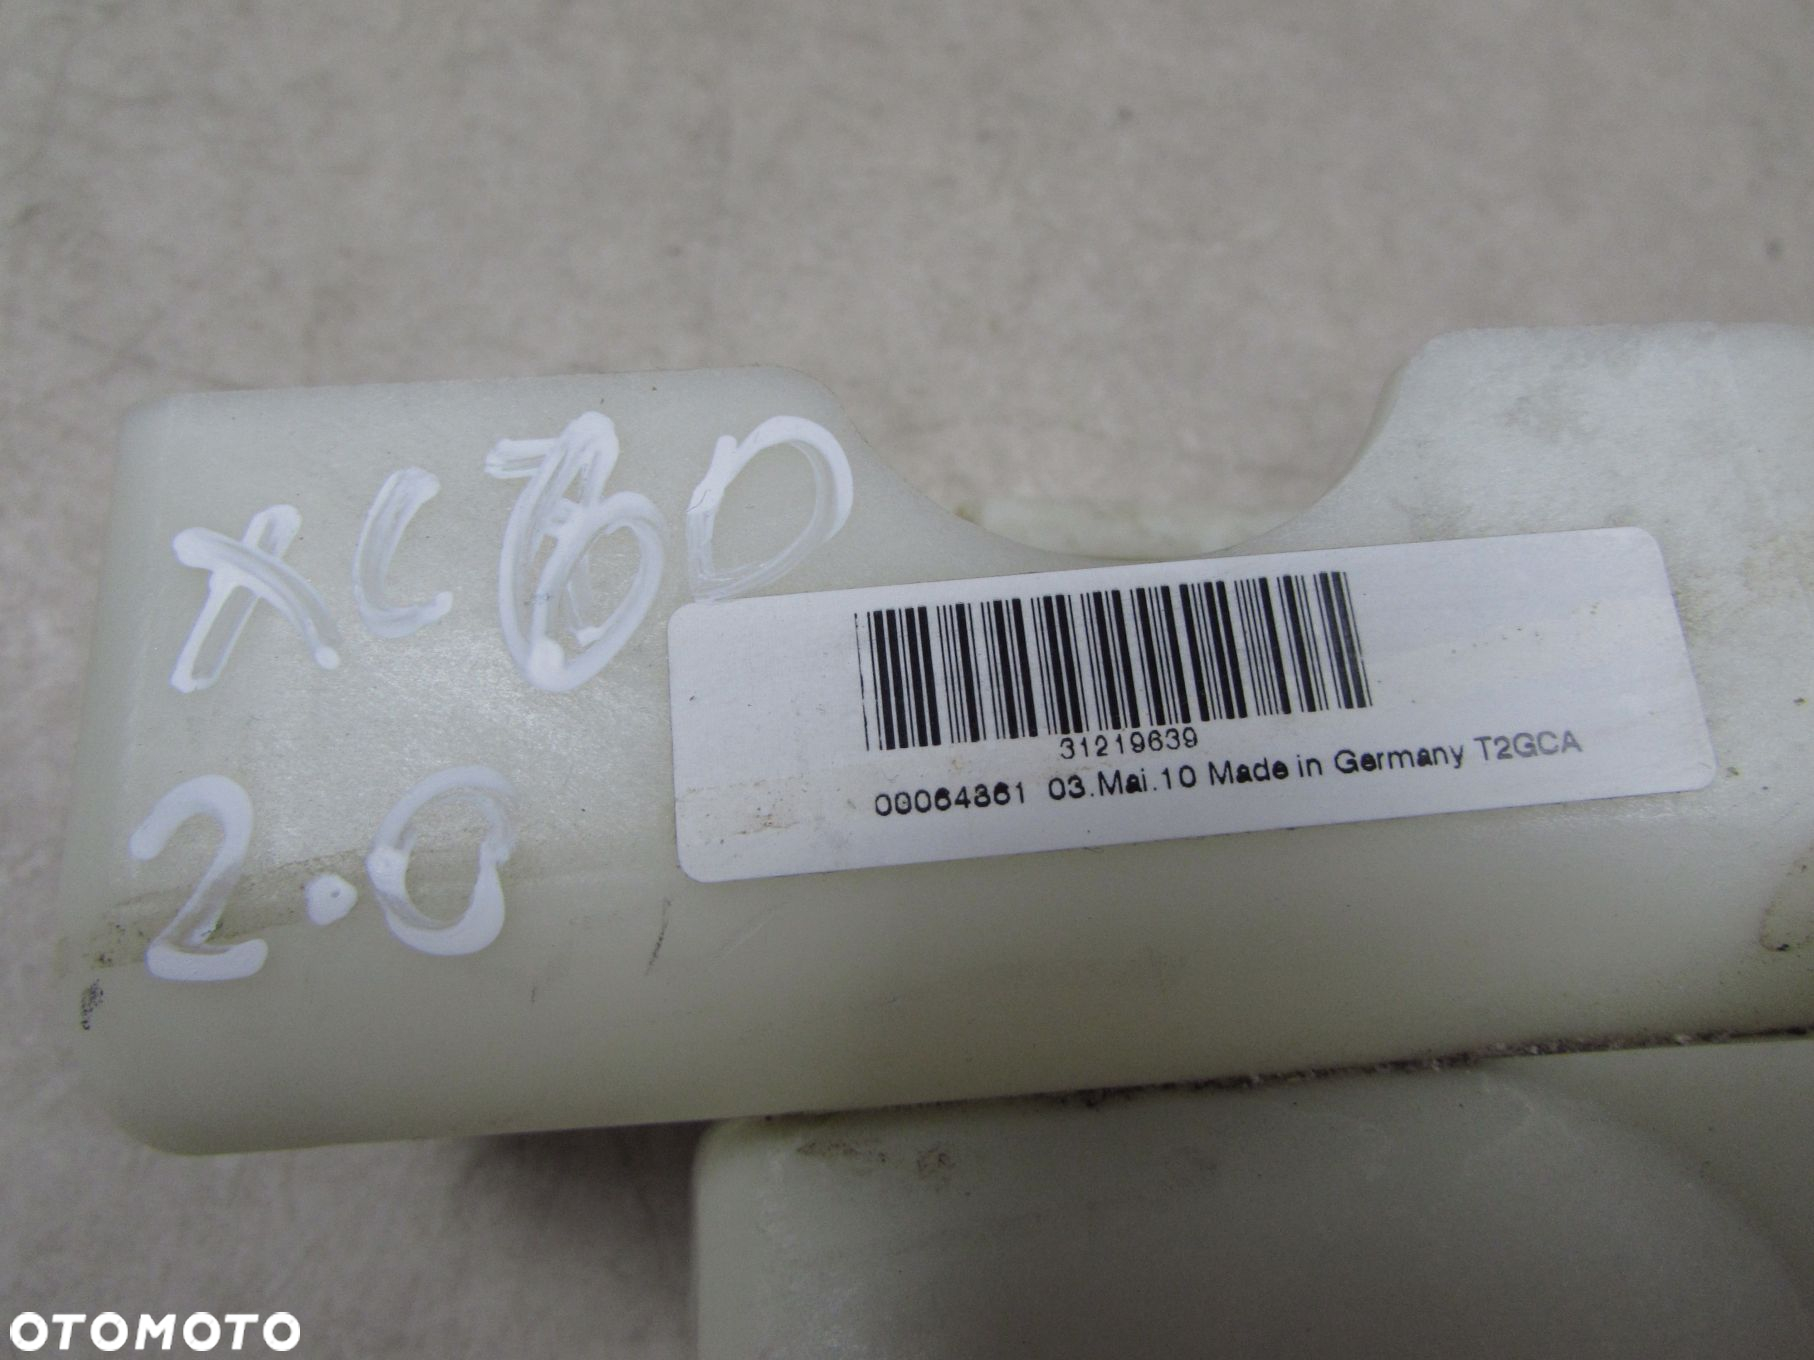 XC60
2.0
31219639
00064861 03.Mai.10 Made in Germany T2GCA
OTOMOTO